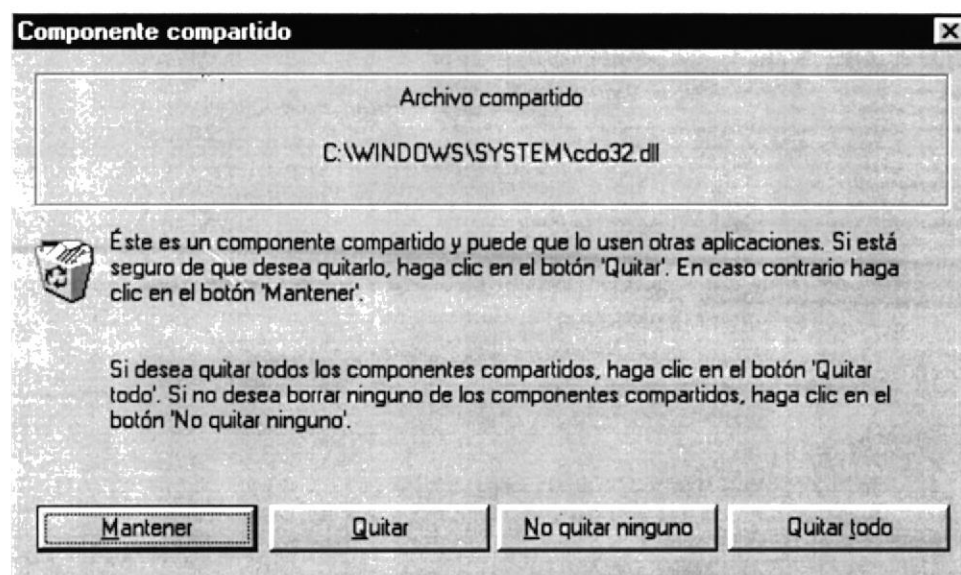 Componente compartido
Archivo compartido
C:\WINDOWS\SYSTEM\cdo32.dll
Éste es un componente compartido y puede que lo usen otras aplicaciones. Si está
seguro de que desea quitarlo, haga clic en el botón 'Quitar'. En caso contrario haga
clic en el botón 'Mantener'.
Si desea quitar todos los componentes compartidos, haga clic en el botón 'Quitar
todo'. Si no desea borrar ninguno de los componentes compartidos, haga clic en el
botón 'No quitar ninguno'.
Mantener
Quitar
No quitar ninguno
Quitar todo